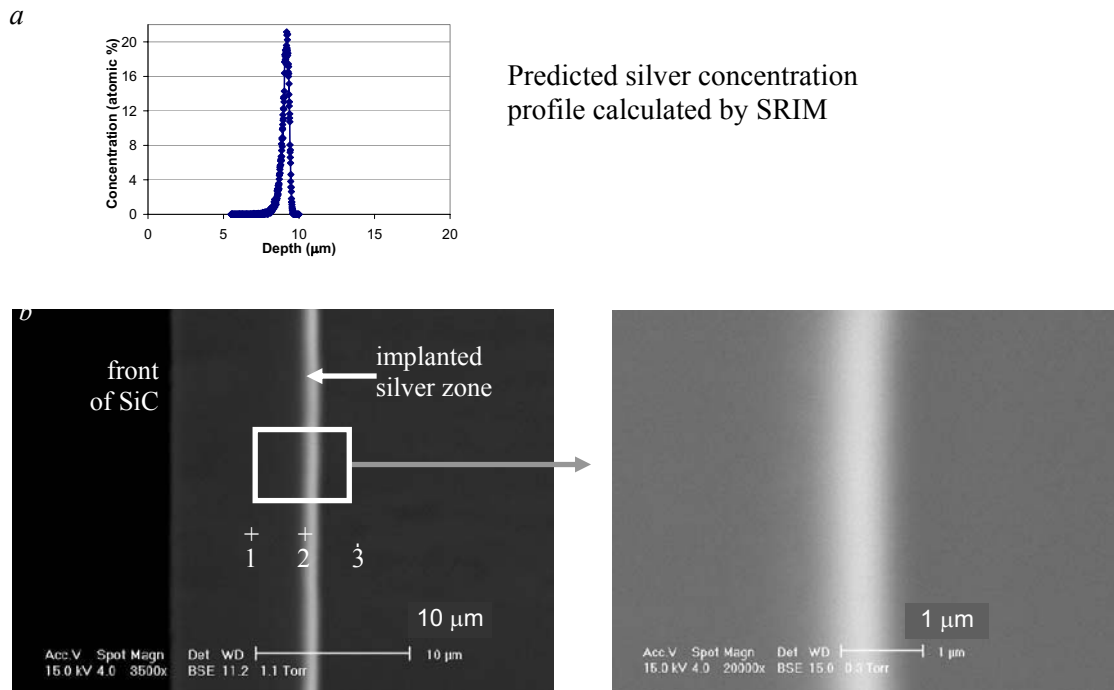 a
Concentration (atomic %)
20
16
12
8
4
0
0 5 10 15 20
Depth (μm)
Predicted silver concentration
profile calculated by SRIM
b
front
of SiC
implanted
silver zone
+ + .
1 2 3
10 μm
Acc.V Spot Magn Det WD
15.0 kV 4.0 3500x BSE 11.2 1.1 Torr
10 μm
1 μm
Acc.V Spot Magn Det WD
15.0 kV 4.0 20000x BSE 15.0 0.3 Torr
1 μm